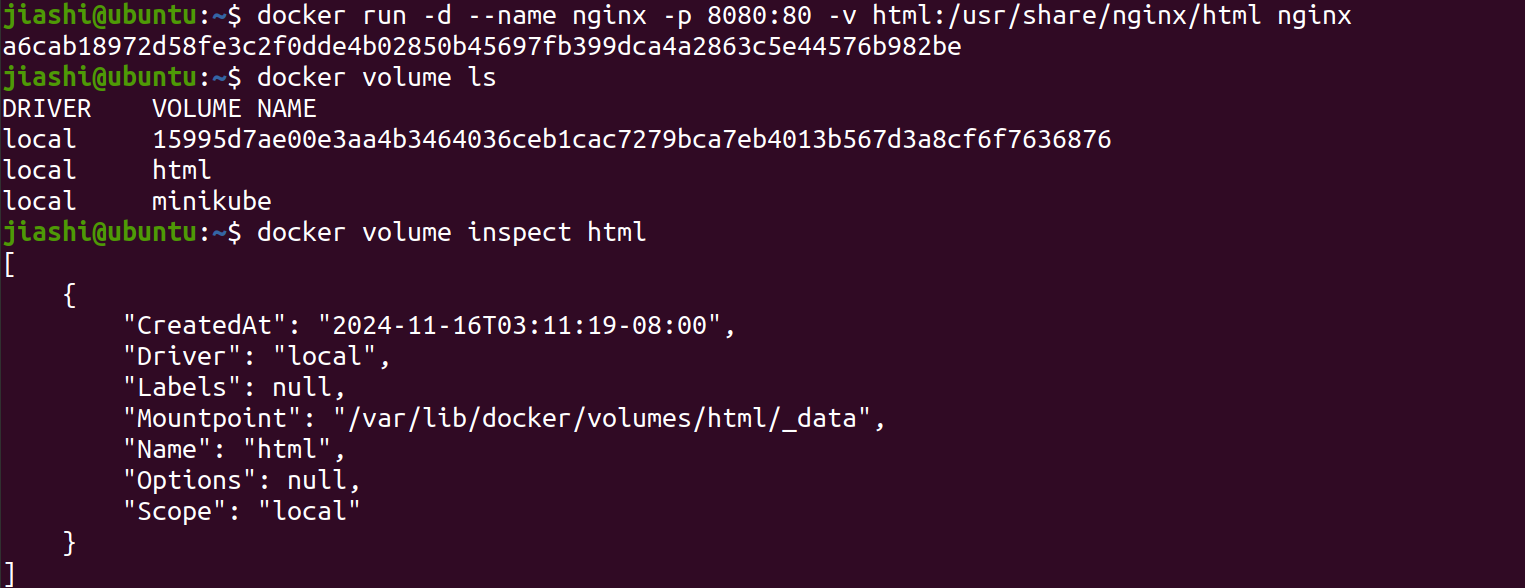 jiashi@ubuntu:~$ docker run -d --name nginx -p 8080:80 -v html:/usr/share/nginx/html nginx
a6cab18972d58fe3c2f0dde4b02850b45697fb399dca4a2863c5e44576b982be
jiashi@ubuntu:~$ docker volume ls
DRIVER    VOLUME NAME
local     15995d7ae00e3aa4b3464036ceb1cac7279bca7eb4013b567d3a8cf6f7636876
local     html
local     minikube
jiashi@ubuntu:~$ docker volume inspect html
[
    {
        "CreatedAt": "2024-11-16T03:11:19-08:00",
        "Driver": "local",
        "Labels": null,
        "Mountpoint": "/var/lib/docker/volumes/html/_data",
        "Name": "html",
        "Options": null,
        "Scope": "local"
    }
]